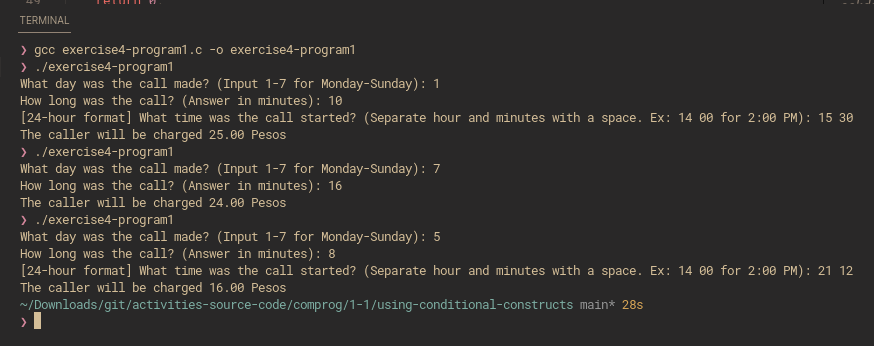 49 return 0;
TERMINAL
❯ gcc exercise4-program1.c -o exercise4-program1
❯ ./exercise4-program1
What day was the call made? (Input 1-7 for Monday-Sunday): 1
How long was the call? (Answer in minutes): 10
[24-hour format] What time was the call started? (Separate hour and minutes with a space. Ex: 14 00 for 2:00 PM): 15 30
The caller will be charged 25.00 Pesos
❯ ./exercise4-program1
What day was the call made? (Input 1-7 for Monday-Sunday): 7
How long was the call? (Answer in minutes): 16
The caller will be charged 24.00 Pesos
❯ ./exercise4-program1
What day was the call made? (Input 1-7 for Monday-Sunday): 5
How long was the call? (Answer in minutes): 8
[24-hour format] What time was the call started? (Separate hour and minutes with a space. Ex: 14 00 for 2:00 PM): 21 12
The caller will be charged 16.00 Pesos
~/Downloads/git/activities-source-code/comprog/1-1/using-conditional-constructs main* 28s
❯